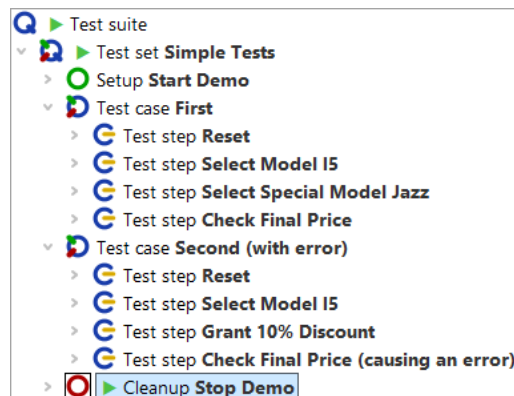 Test suite
Test set Simple Tests
Setup Start Demo
Test case First
Test step Reset
Test step Select Model I5
Test step Select Special Model Jazz
Test step Check Final Price
Test case Second (with error)
Test step Reset
Test step Select Model I5
Test step Grant 10% Discount
Test step Check Final Price (causing an error)
Cleanup Stop Demo